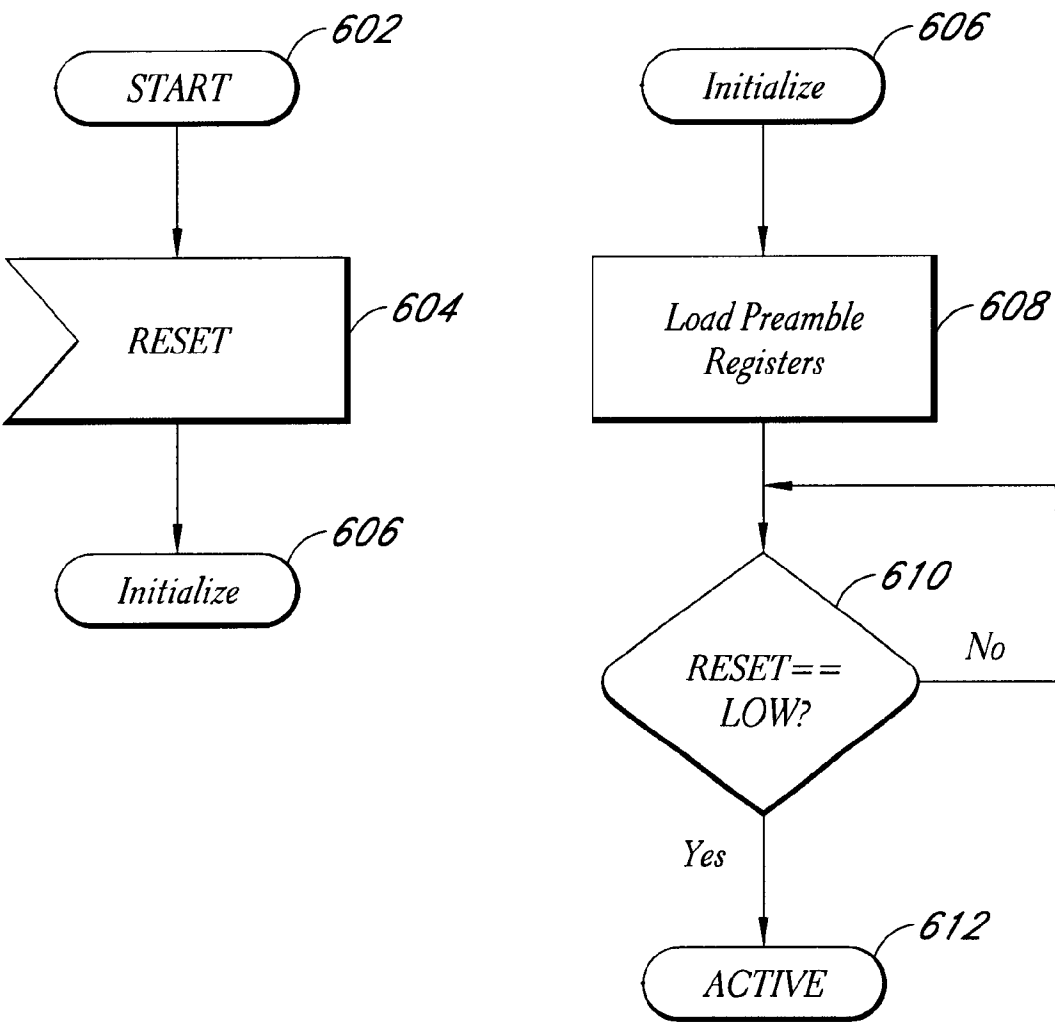 602
START
604
RESET
606
Initialize
606
Initialize
608
Load Preamble
Registers
610
RESET==
LOW?
No
Yes
612
ACTIVE